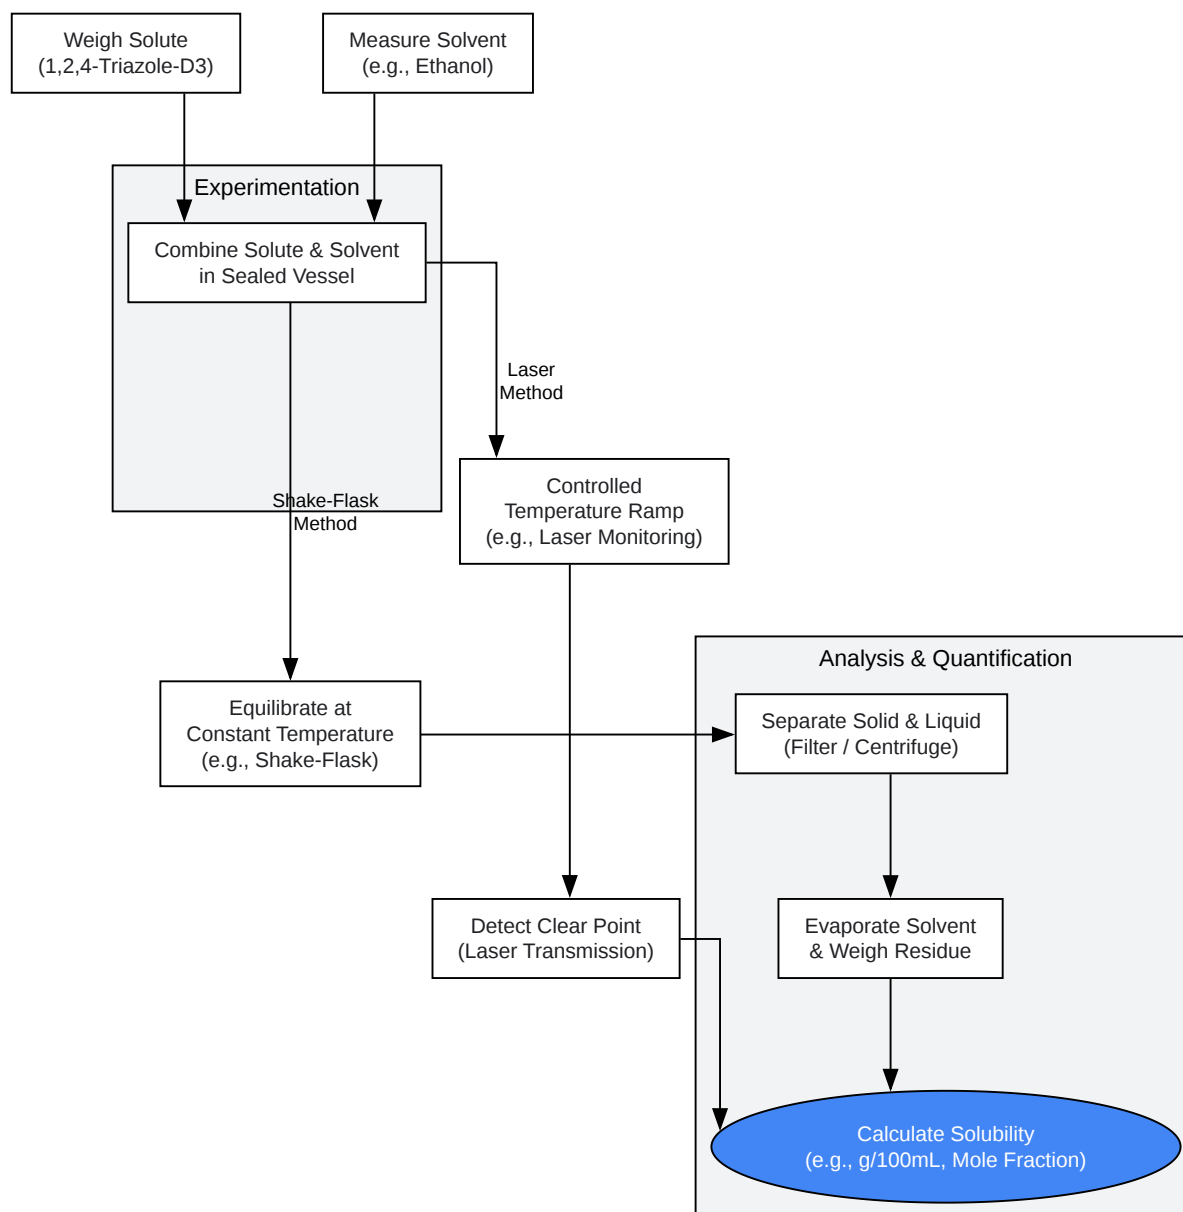 Weigh Solute
(1,2,4-Triazole-D3)
Measure Solvent
(e.g., Ethanol)
Experimentation
Combine Solute & Solvent
in Sealed Vessel
Laser
Method
Controlled
Temperature Ramp
(e.g., Laser Monitoring)
Shake-Flask
Method
Analysis & Quantification
Equilibrate at
Constant Temperature
(e.g., Shake-Flask)
Separate Solid & Liquid
(Filter / Centrifuge)
Detect Clear Point
(Laser Transmission)
Evaporate Solvent
& Weigh Residue
Calculate Solubility
(e.g., g/100mL, Mole Fraction)